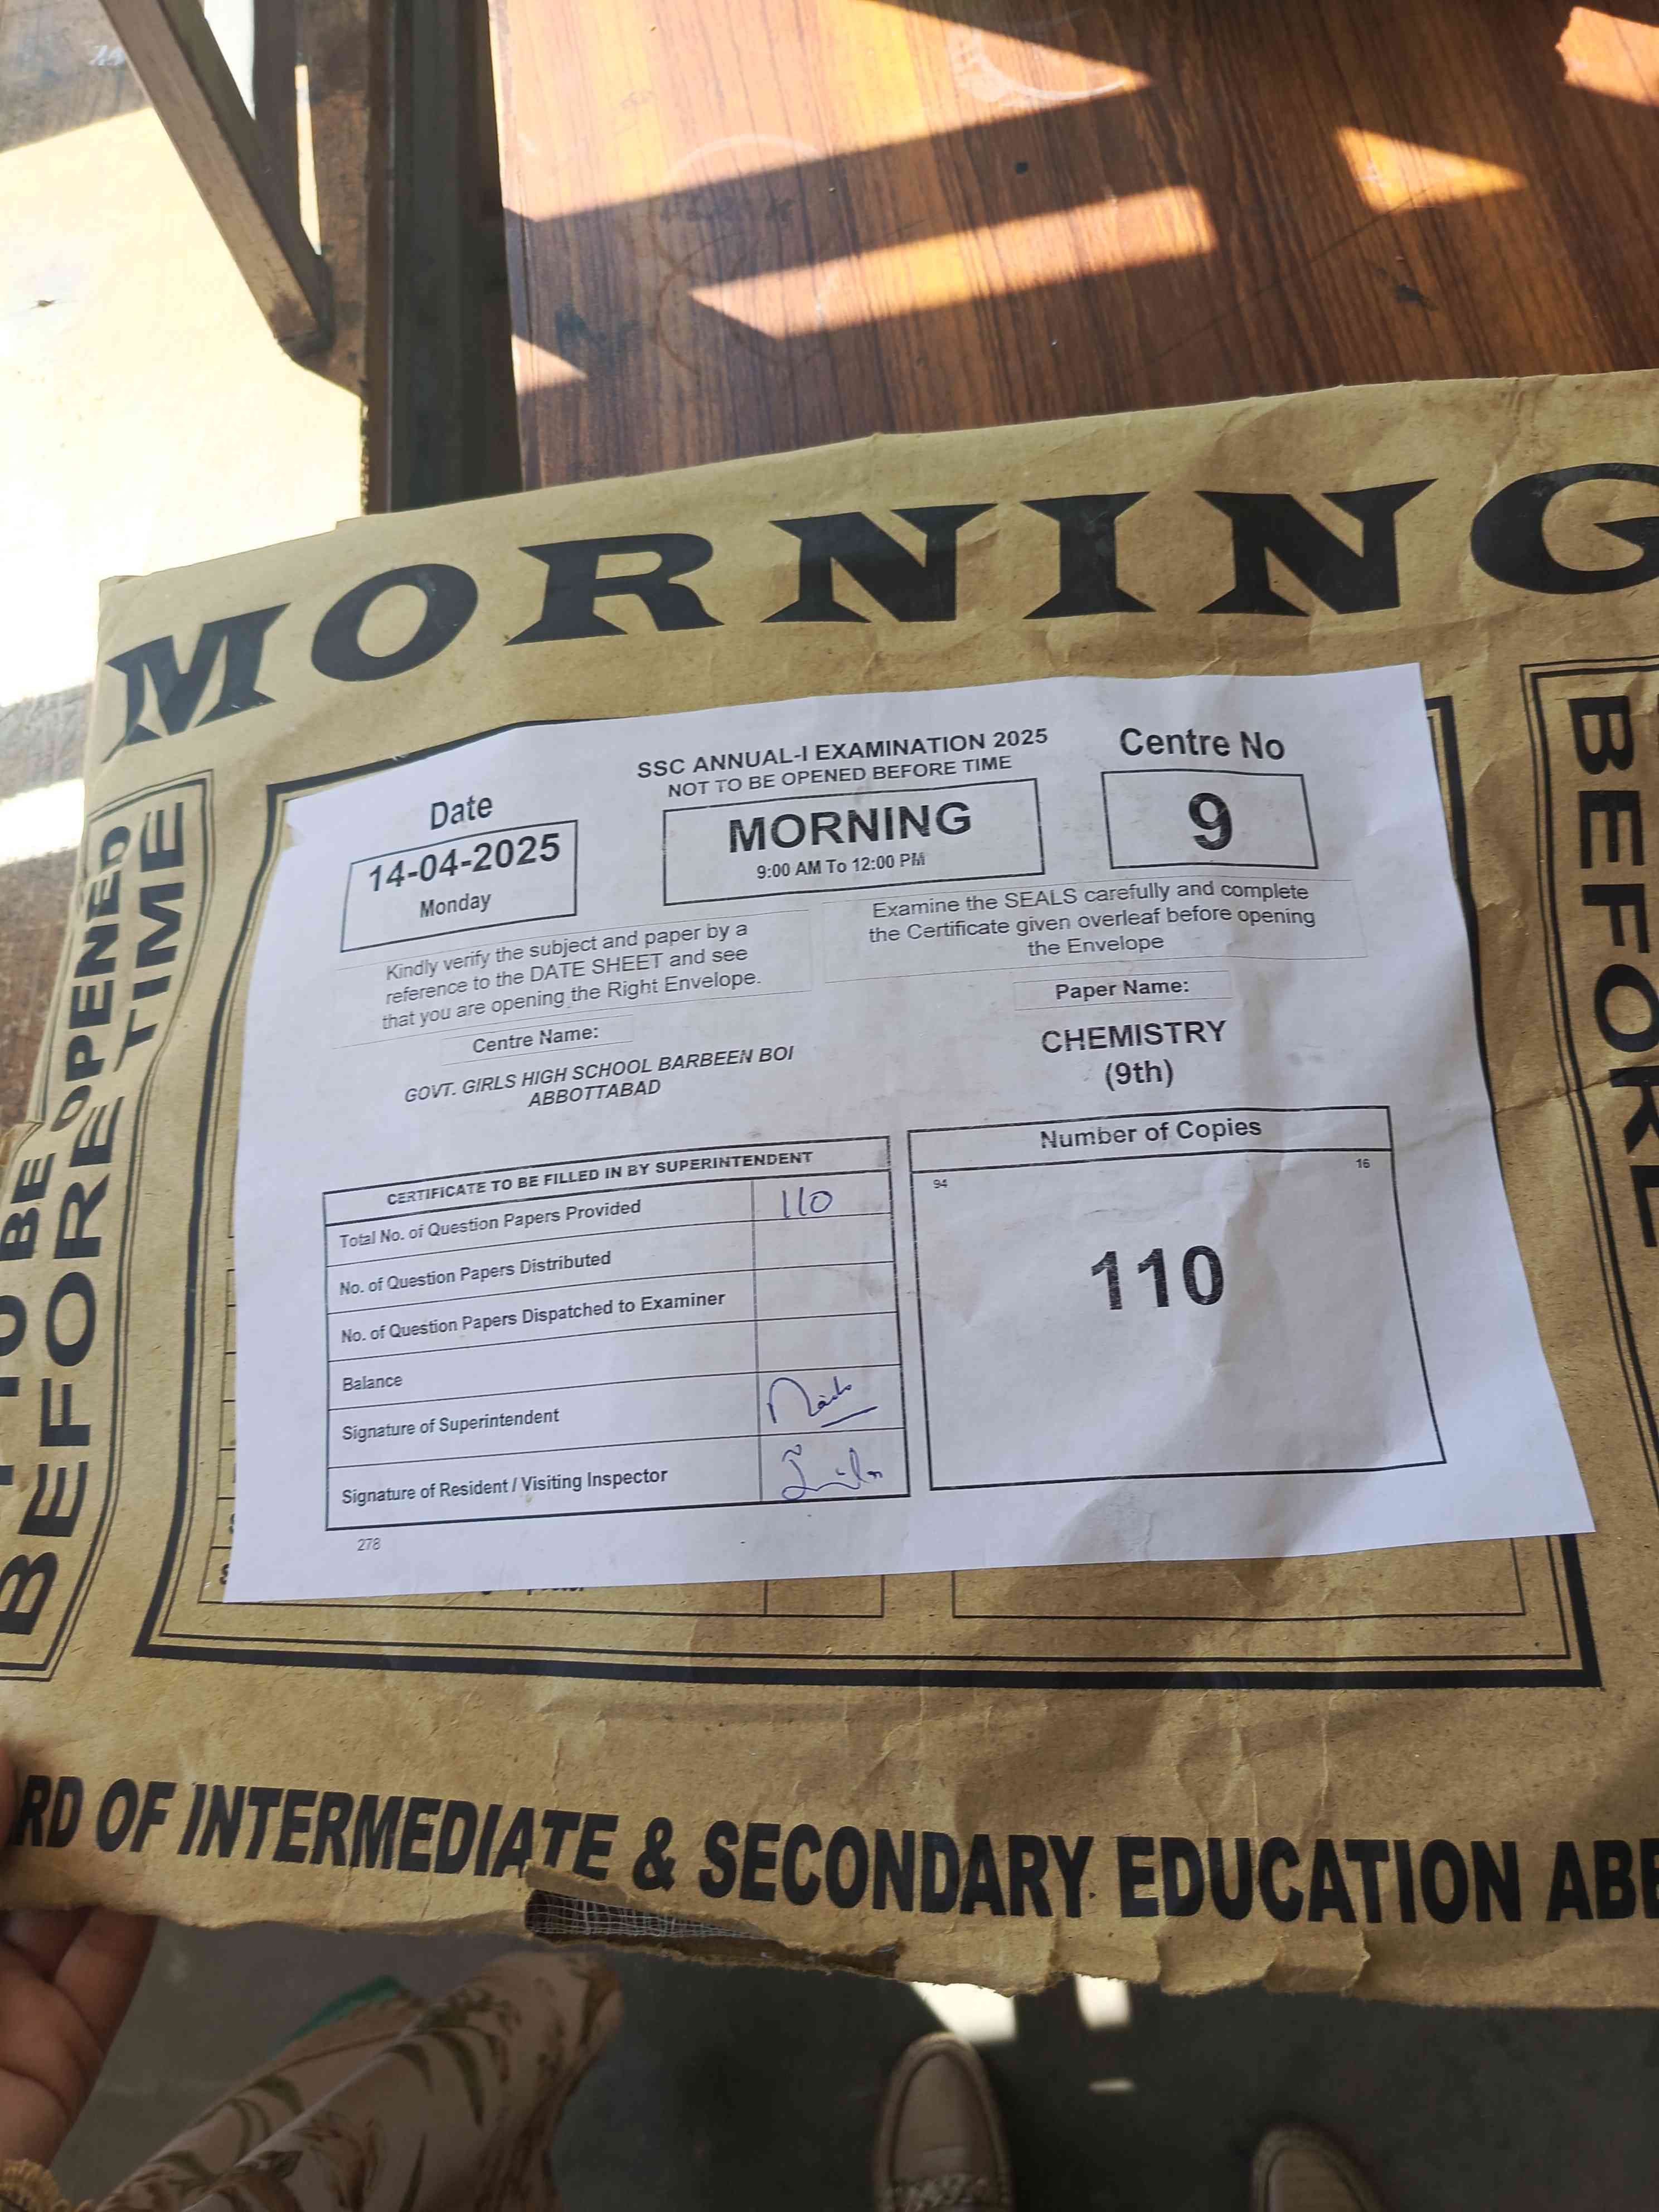 MORNING
NOT TO BE OPENED
BEFORE TIME
BEFORE
SSC ANNUAL-I EXAMINATION 2025
NOT TO BE OPENED BEFORE TIME
Date
14-04-2025
Monday
MORNING
9:00 AM To 12:00 PM
Centre No
9
Kindly verify the subject and paper by a
reference to the DATE SHEET and see
that you are opening the Right Envelope.
Examine the SEALS carefully and complete
the Certificate given overleaf before opening
the Envelope
Centre Name:
GOVT. GIRLS HIGH SCHOOL BARBEEN BOI
ABBOTTABAD
Paper Name:
CHEMISTRY
(9th)
CERTIFICATE TO BE FILLED IN BY SUPERINTENDENT
Total No. of Question Papers Provided 110
No. of Question Papers Distributed
No. of Question Papers Dispatched to Examiner
Balance
Signature of Superintendent
Signature of Resident / Visiting Inspector
278
Number of Copies
94 16
110
RD OF INTERMEDIATE & SECONDARY EDUCATION ABB